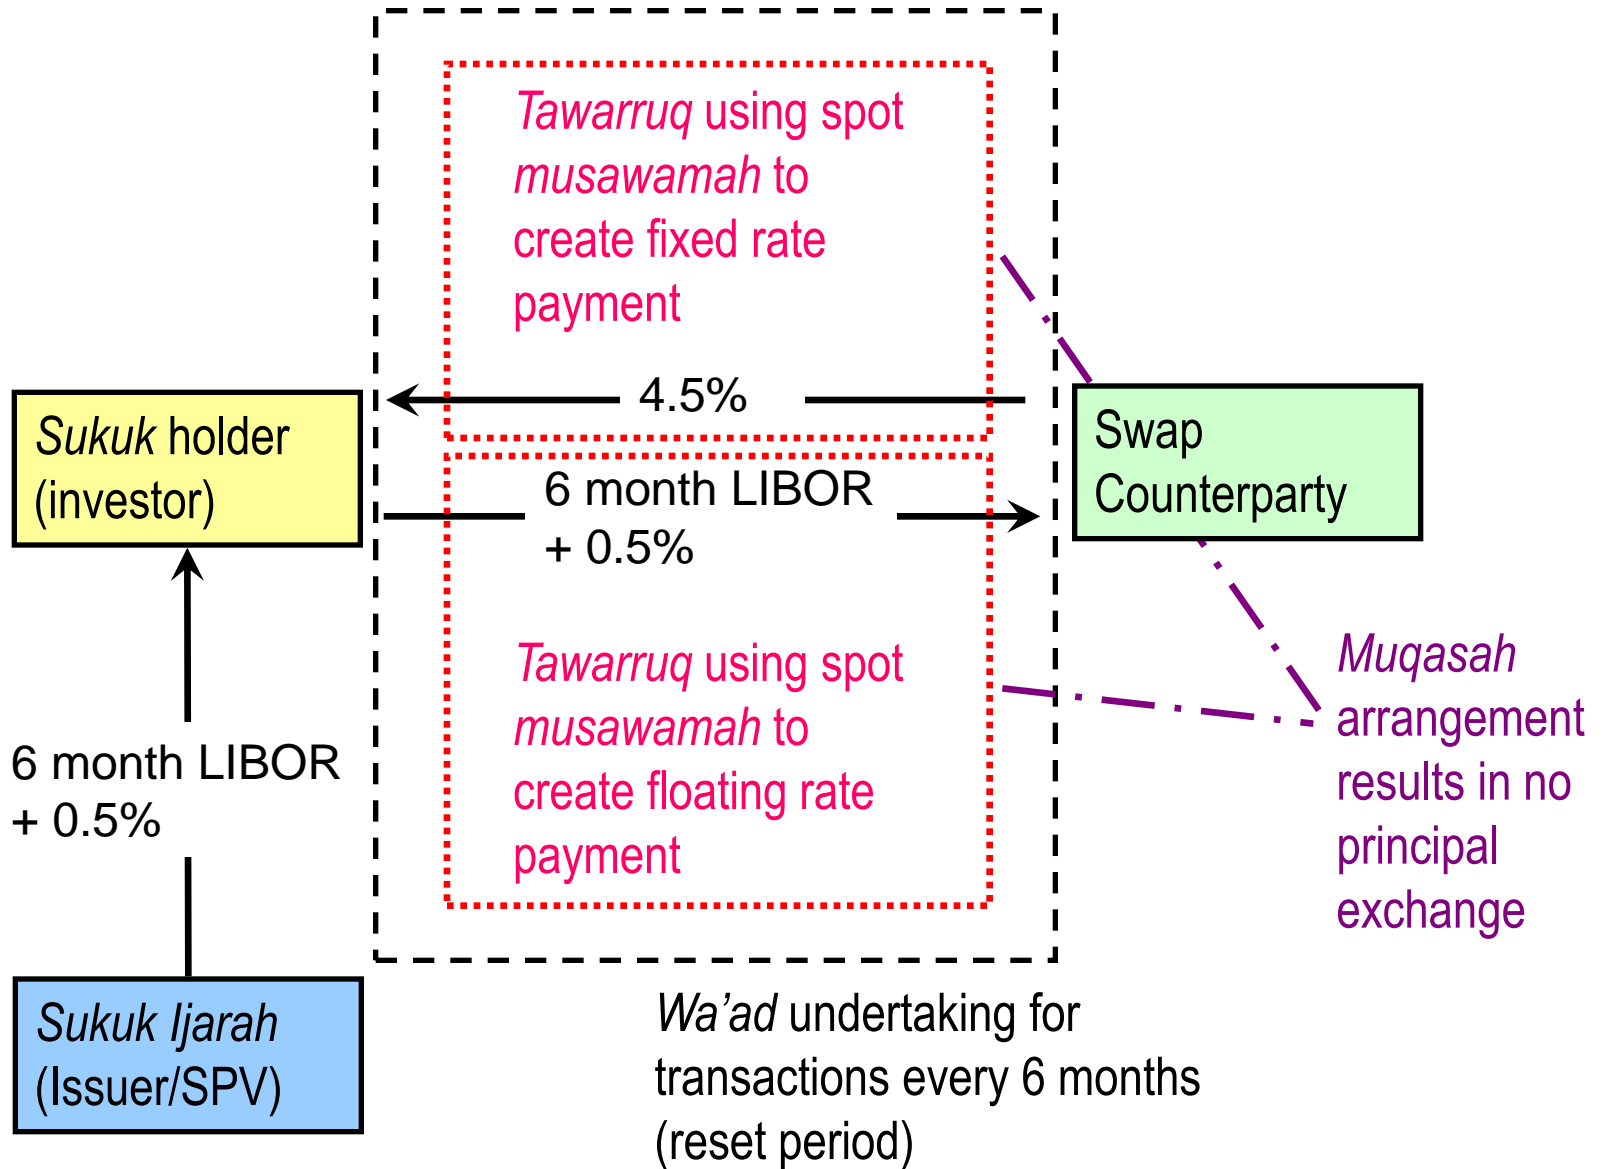 Tawarruq using spot
musawamah to
create fixed rate
payment
4.5%
Sukuk holder
(investor)
Swap
Counterparty
6 month LIBOR
+ 0.5%
Tawarruq using spot
musawamah to
create floating rate
payment
Muqasah
arrangement
results in no
principal
exchange
6 month LIBOR
+ 0.5%
Sukuk Ijarah
(Issuer/SPV)
Wa’ad undertaking for
transactions every 6 months
(reset period)